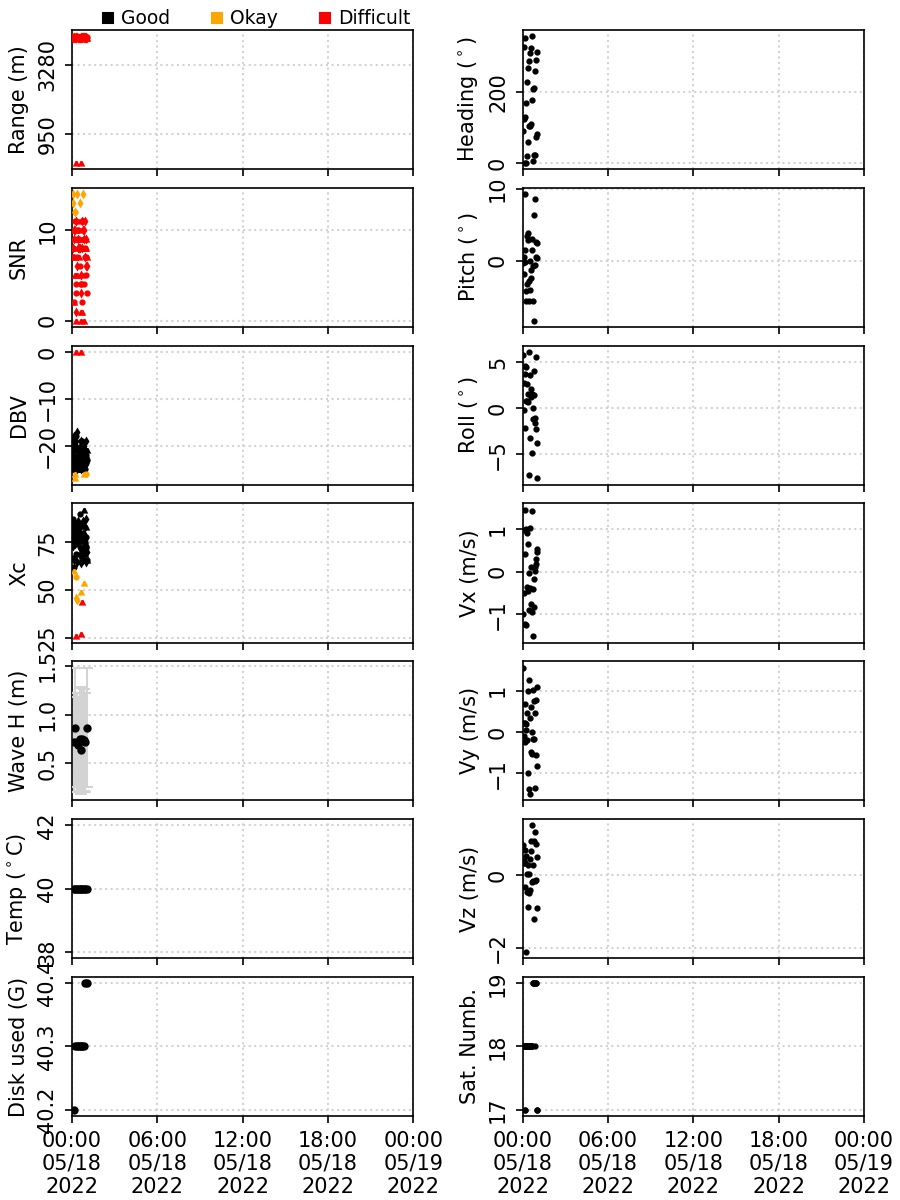 Good Okay Difficult
Range (m)
3280
950
Heading (°)
200
0
SNR
10
0
Pitch (°)
10
0
DBV
0
−10
−20
Roll (°)
5
0
−5
Xc
75
50
25
Vx (m/s)
1
0
−1
Wave H (m)
1.5
1.0
0.5
Vy (m/s)
1
0
−1
Temp (°C)
42
40
38
Vz (m/s)
0
−2
Disk used (G)
40.4
40.3
40.2
Sat. Numb.
19
18
17
00:00 06:00 12:00 18:00 00:00
05/18 05/18 05/18 05/18 05/19
2022 2022 2022 2022 2022
00:00 06:00 12:00 18:00 00:00
05/18 05/18 05/18 05/18 05/19
2022 2022 2022 2022 2022